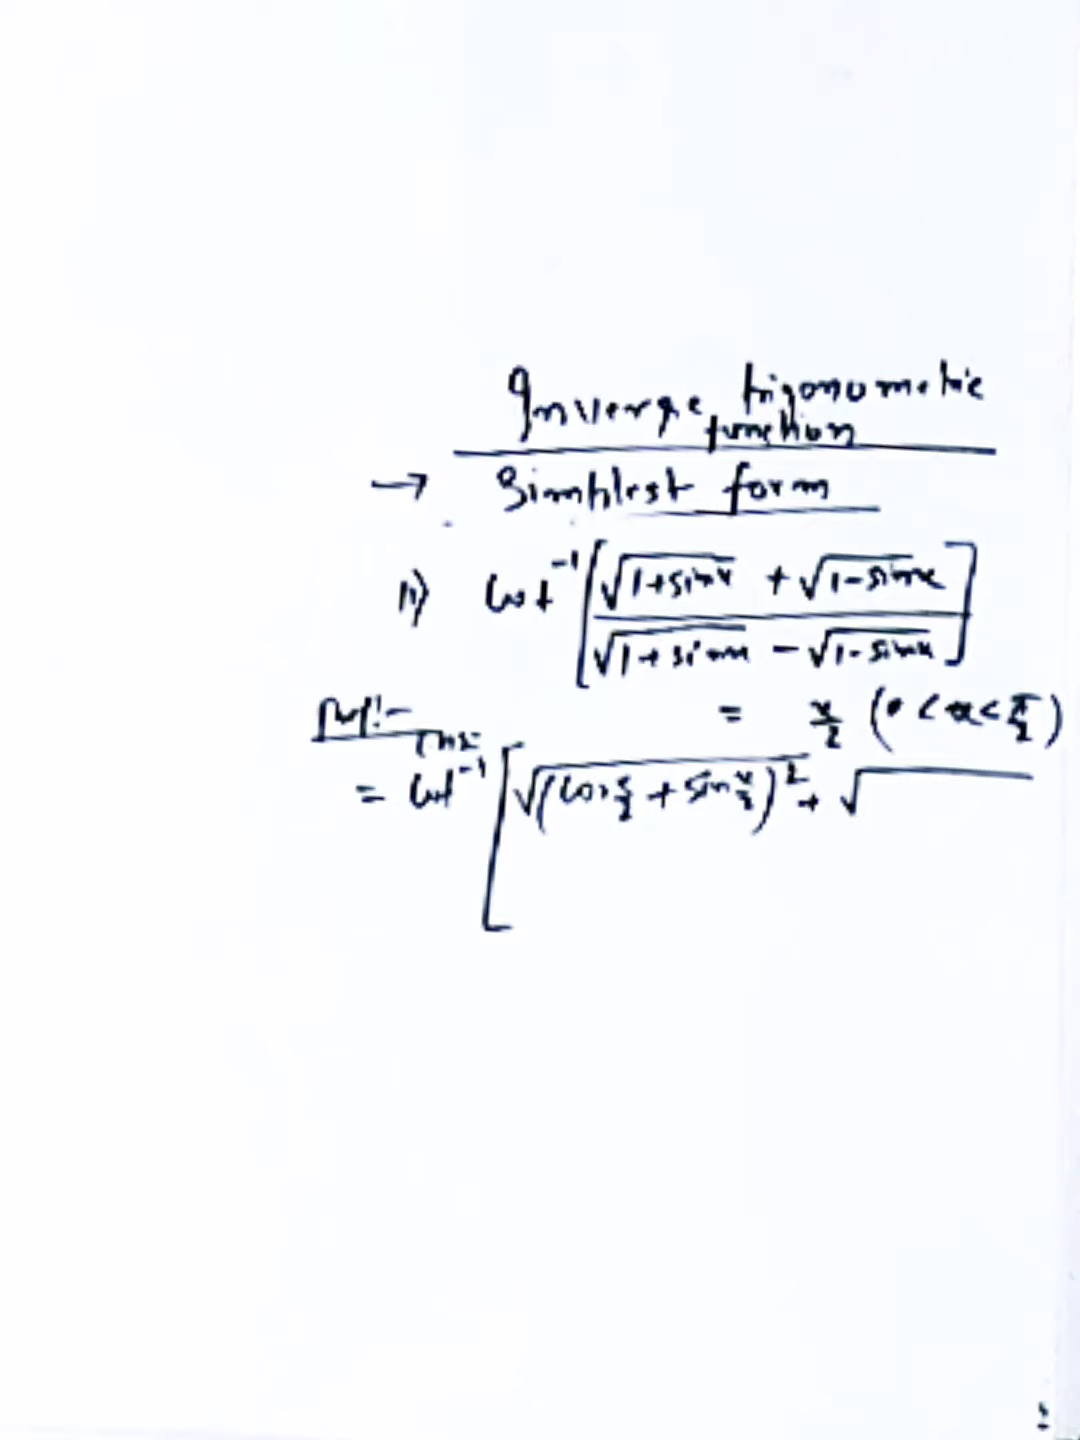 Inverse trigonometric
function
→ Simplest form
11) Cot⁻¹ [ (√1+sinx + √1-sinx) / (√1+sinx - √1-sinx) ]
= x/2 (0 < x < π/2)
LHS
= Cot⁻¹ [ √(cos x/2 + sin x/2)² + √